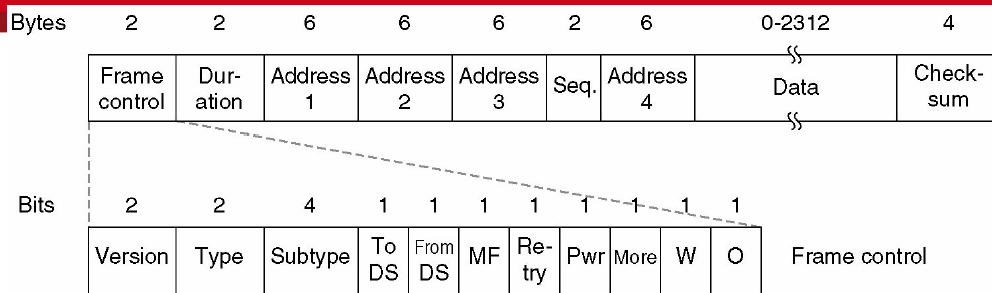 Bytes 2 2 6 6 6 2 6 0-2312 4
Frame control Dur-ation Address 1 Address 2 Address 3 Seq. Address 4 Data Check-sum
Bits 2 2 4 1 1 1 1 1 1 1 1
Version Type Subtype To DS From DS MF Re-try Pwr More W O Frame control